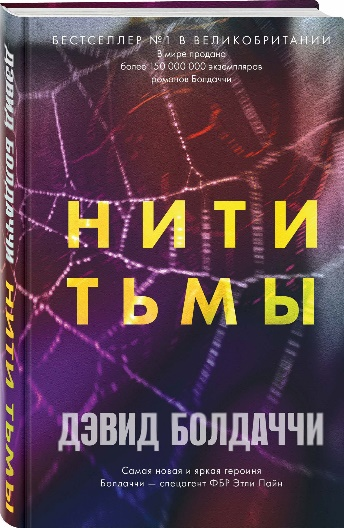 БЕСТСЕЛЛЕР №1 В ВЕЛИКОБРИТАНИИ
В мире продано
более 150 000 000 экземпляров
романов Болдаччи
НИТИ
ТЬМЫ
ДЭВИД БОЛДАЧЧИ
Самая новая и яркая героиня
Болдаччи — спецагент ФБР Этли Пайн
ДЭВИД БОЛДАЧЧИ
НИТИ ТЬМЫ